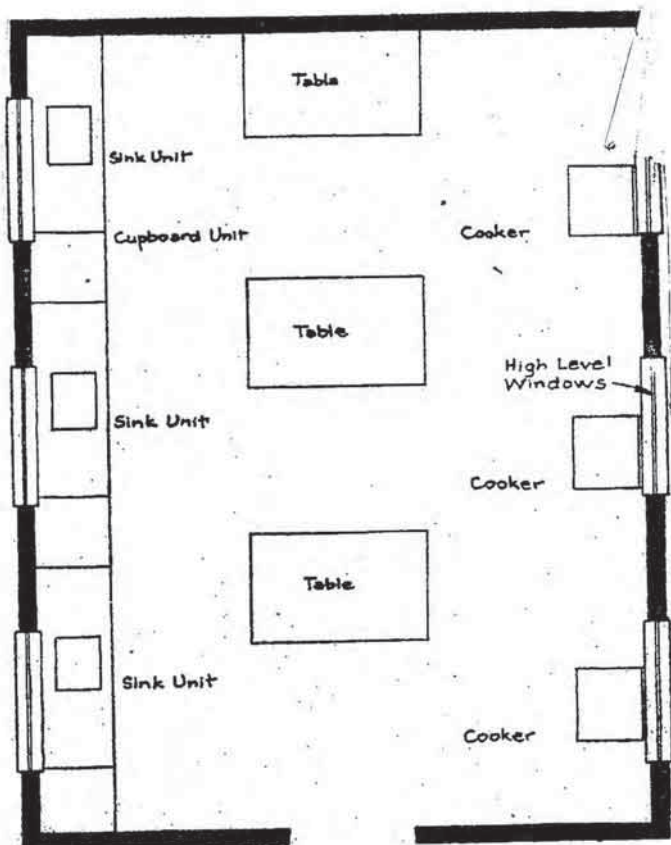 Table
Sink Unit
Cupboard Unit
Cooker
Table
High Level
Windows
Sink Unit
Cooker
Table
Sink Unit
Cooker